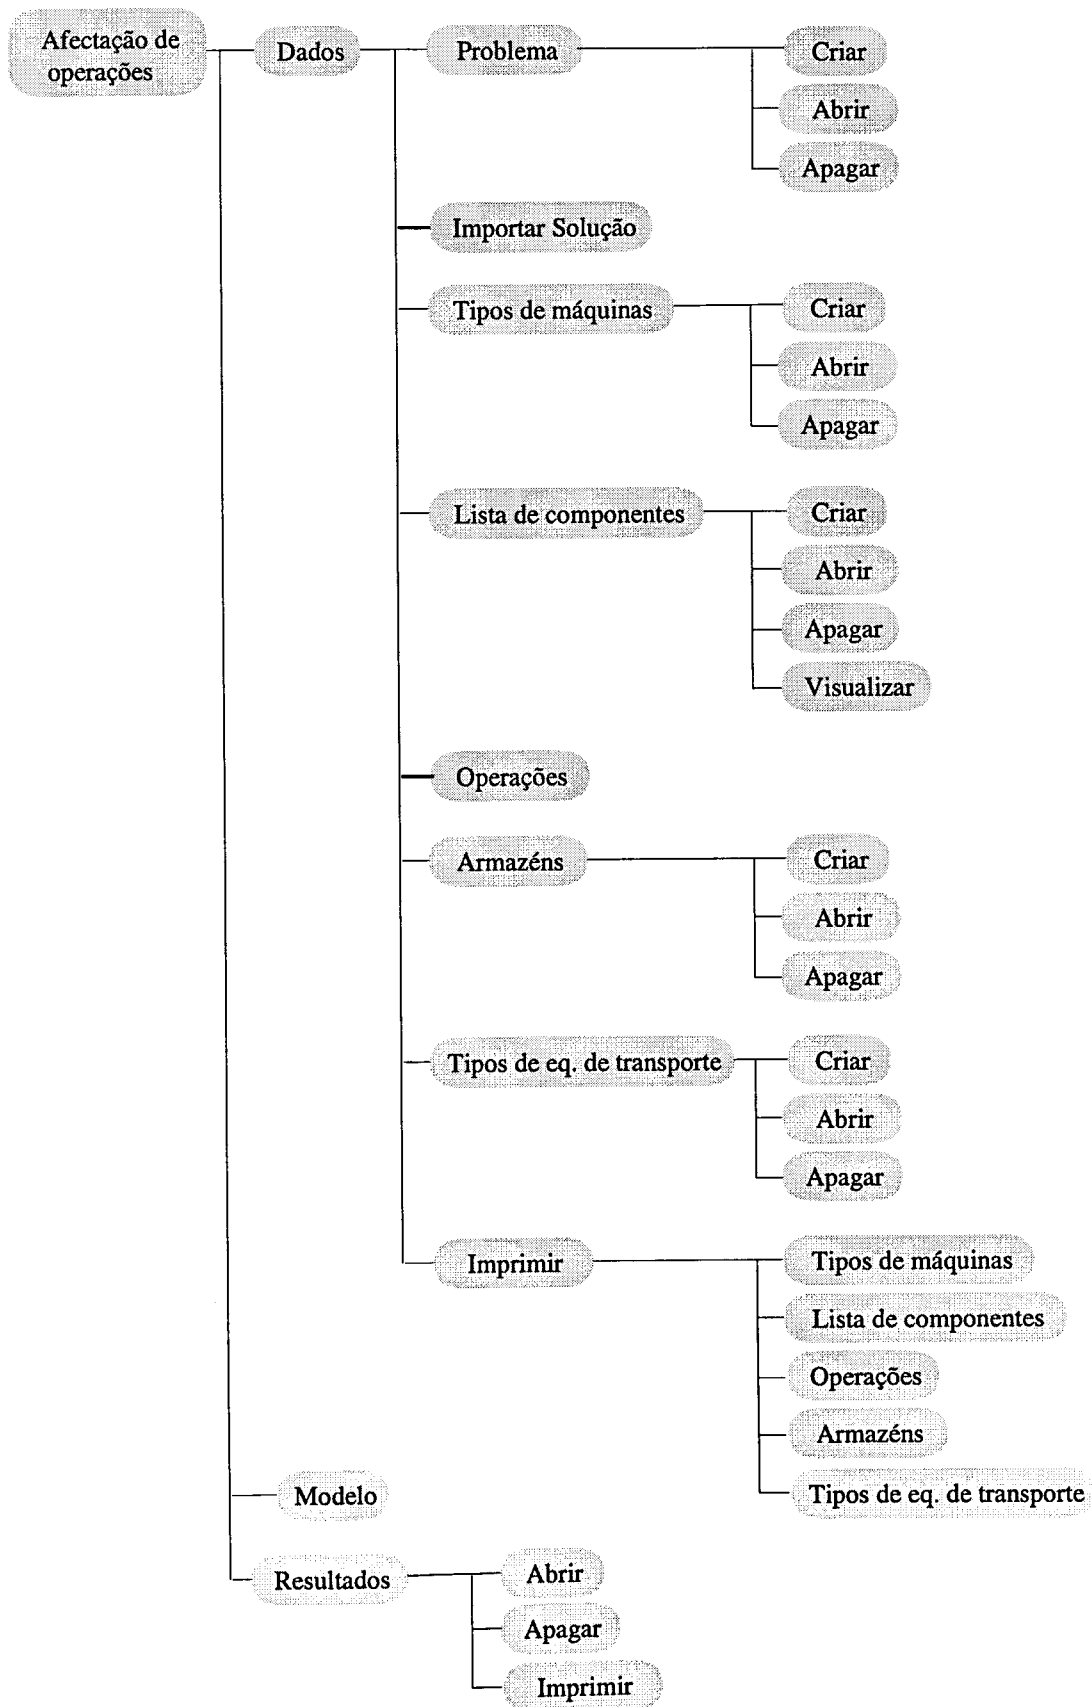 Afectação de
operações
Dados
Problema
Criar
Abrir
Apagar
Importar Solução
Tipos de máquinas
Criar
Abrir
Apagar
Lista de componentes
Criar
Abrir
Apagar
Visualizar
Operações
Armazéns
Criar
Abrir
Apagar
Tipos de eq. de transporte
Criar
Abrir
Apagar
Imprimir
Tipos de máquinas
Lista de componentes
Operações
Armazéns
Tipos de eq. de transporte
Modelo
Resultados
Abrir
Apagar
Imprimir